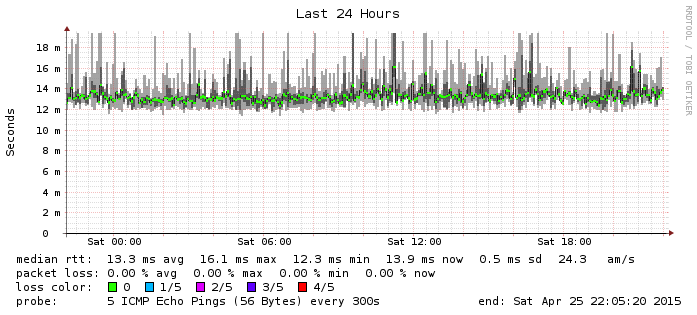 Last 24 Hours
RRDTOOL / TOBI OETIKER
Seconds
18 m
16 m
14 m
12 m
10 m
8 m
6 m
4 m
2 m
0
Sat 00:00 Sat 06:00 Sat 12:00 Sat 18:00
median rtt: 13.3 ms avg 16.1 ms max 12.3 ms min 13.9 ms now 0.5 ms sd 24.3 am/s
packet loss: 0.00 % avg 0.00 % max 0.00 % min 0.00 % now
loss color: 0 1/5 2/5 3/5 4/5
probe: 5 ICMP Echo Pings (56 Bytes) every 300s end: Sat Apr 25 22:05:20 2015